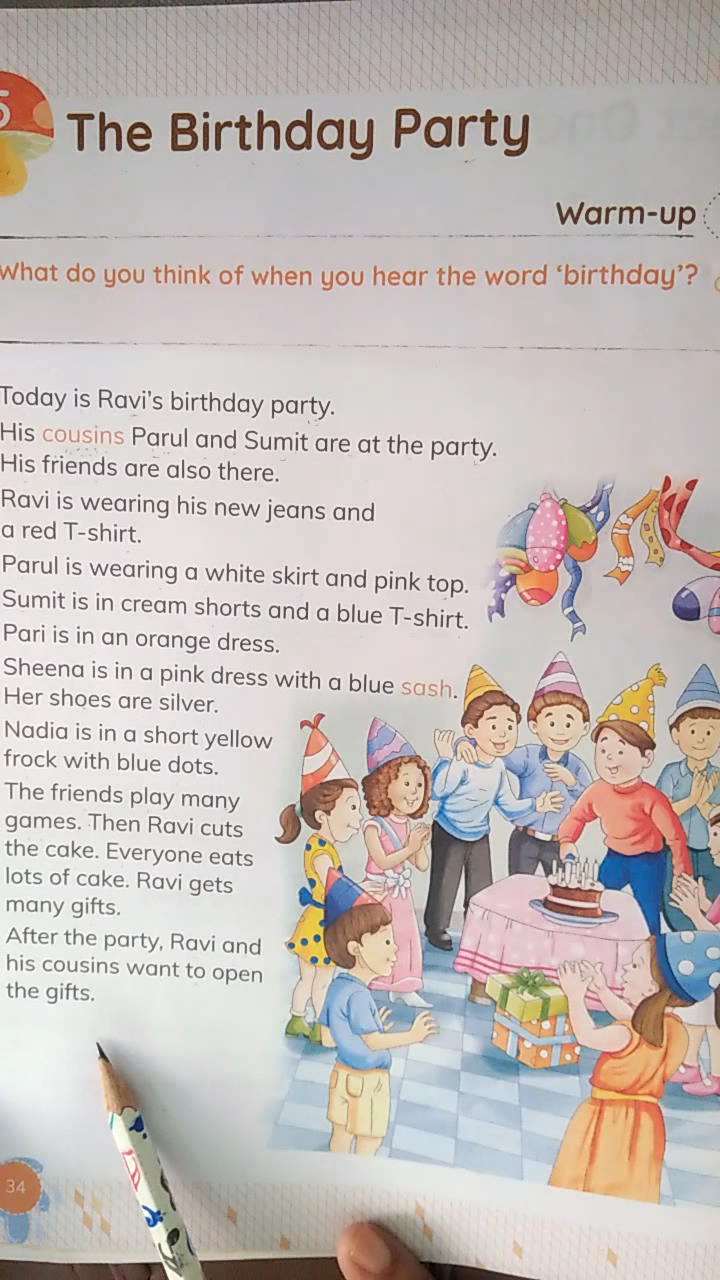 5
The Birthday Party
Warm-up
What do you think of when you hear the word ‘birthday’?
Today is Ravi's birthday party.
His cousins Parul and Sumit are at the party.
His friends are also there.
Ravi is wearing his new jeans and
a red T-shirt.
Parul is wearing a white skirt and pink top.
Sumit is in cream shorts and a blue T-shirt.
Pari is in an orange dress.
Sheena is in a pink dress with a blue sash.
Her shoes are silver.
Nadia is in a short yellow
frock with blue dots.
The friends play many
games. Then Ravi cuts
the cake. Everyone eats
lots of cake. Ravi gets
many gifts.
After the party, Ravi and
his cousins want to open
the gifts.
34